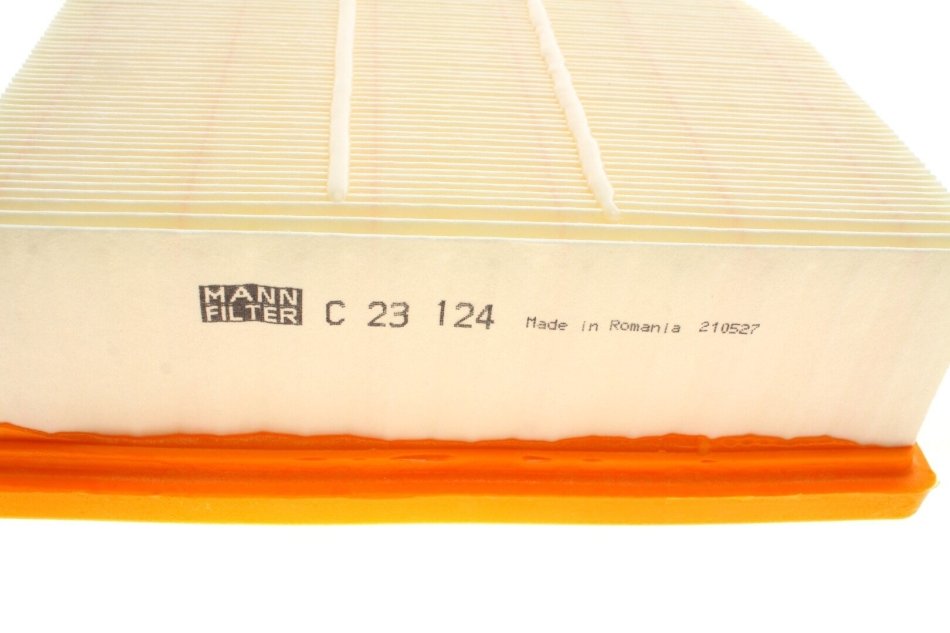 MANN
FILTER
C 23 124 Made in Romania 210527